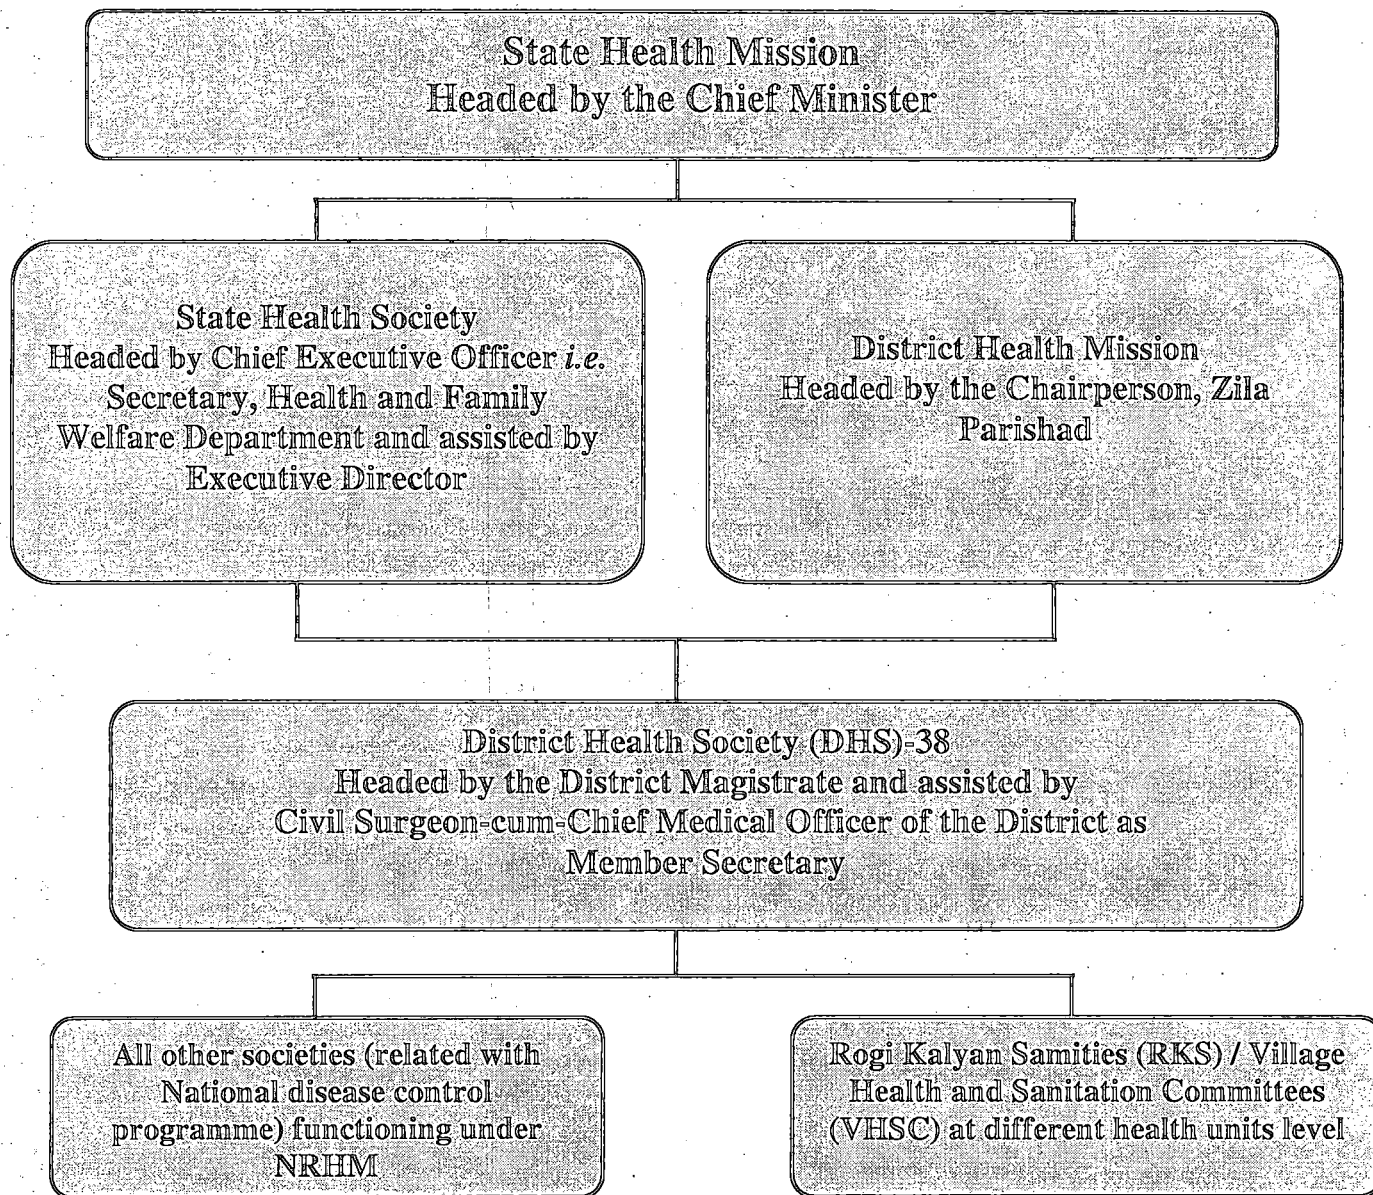 State Health Mission
Headed by the Chief Minister
State Health Society
Headed by Chief Executive Officer i.e.
Secretary, Health and Family
Welfare Department and assisted by
Executive Director
District Health Mission
Headed by the Chairperson, Zila
Parishad
District Health Society (DHS)-38
Headed by the District Magistrate and assisted by
Civil Surgeon-cum-Chief Medical Officer of the District as
Member Secretary
All other societies (related with
National disease control
programme) functioning under
NRHM
Rogi Kalyan Samities (RKS) / Village
Health and Sanitation Committees
(VHSC) at different health units level